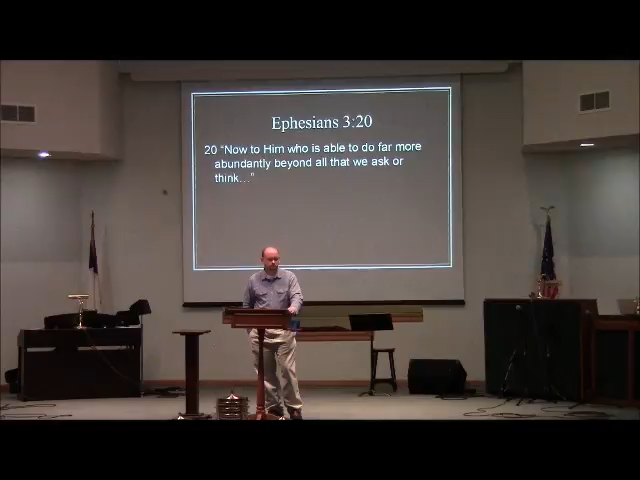 Ephesians 3:20
20 “Now to Him who is able to do far more
abundantly beyond all that we ask or
think…”